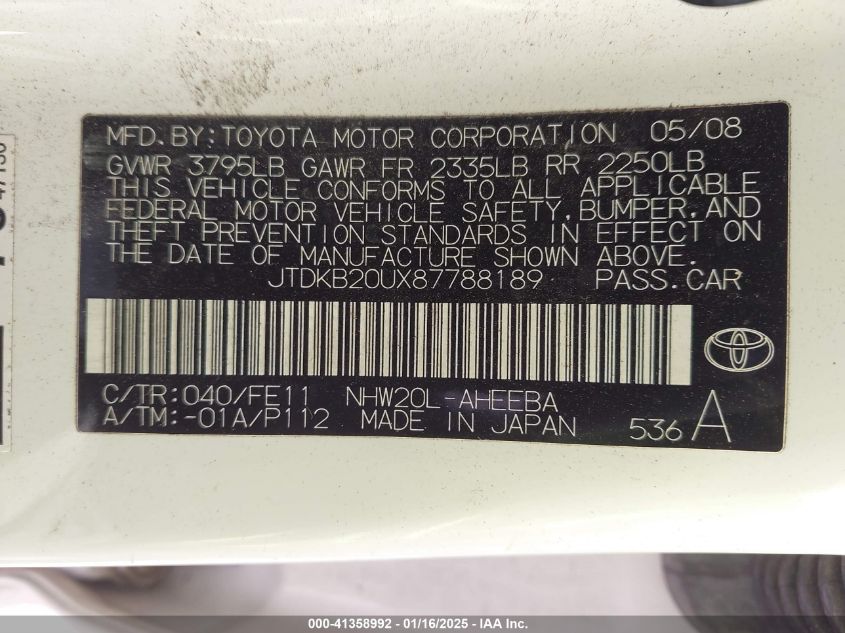 MFD. BY: TOYOTA MOTOR CORPORATION 05/08
GVWR 3795LB GAWR FR 2335LB RR 2250LB
THIS VEHICLE CONFORMS TO ALL APPLICABLE
FEDERAL MOTOR VEHICLE SAFETY, BUMPER, AND
THEFT PREVENTION STANDARDS IN EFFECT ON
THE DATE OF MANUFACTURE SHOWN ABOVE.
JTDKB20UX87788189 PASS. CAR
C/TR: 040/FE11 NHW20L-AHEEBA
A/TM: -01A/P112 MADE IN JAPAN 536 A
000-41358992 - 01/16/2025 - IAA Inc.